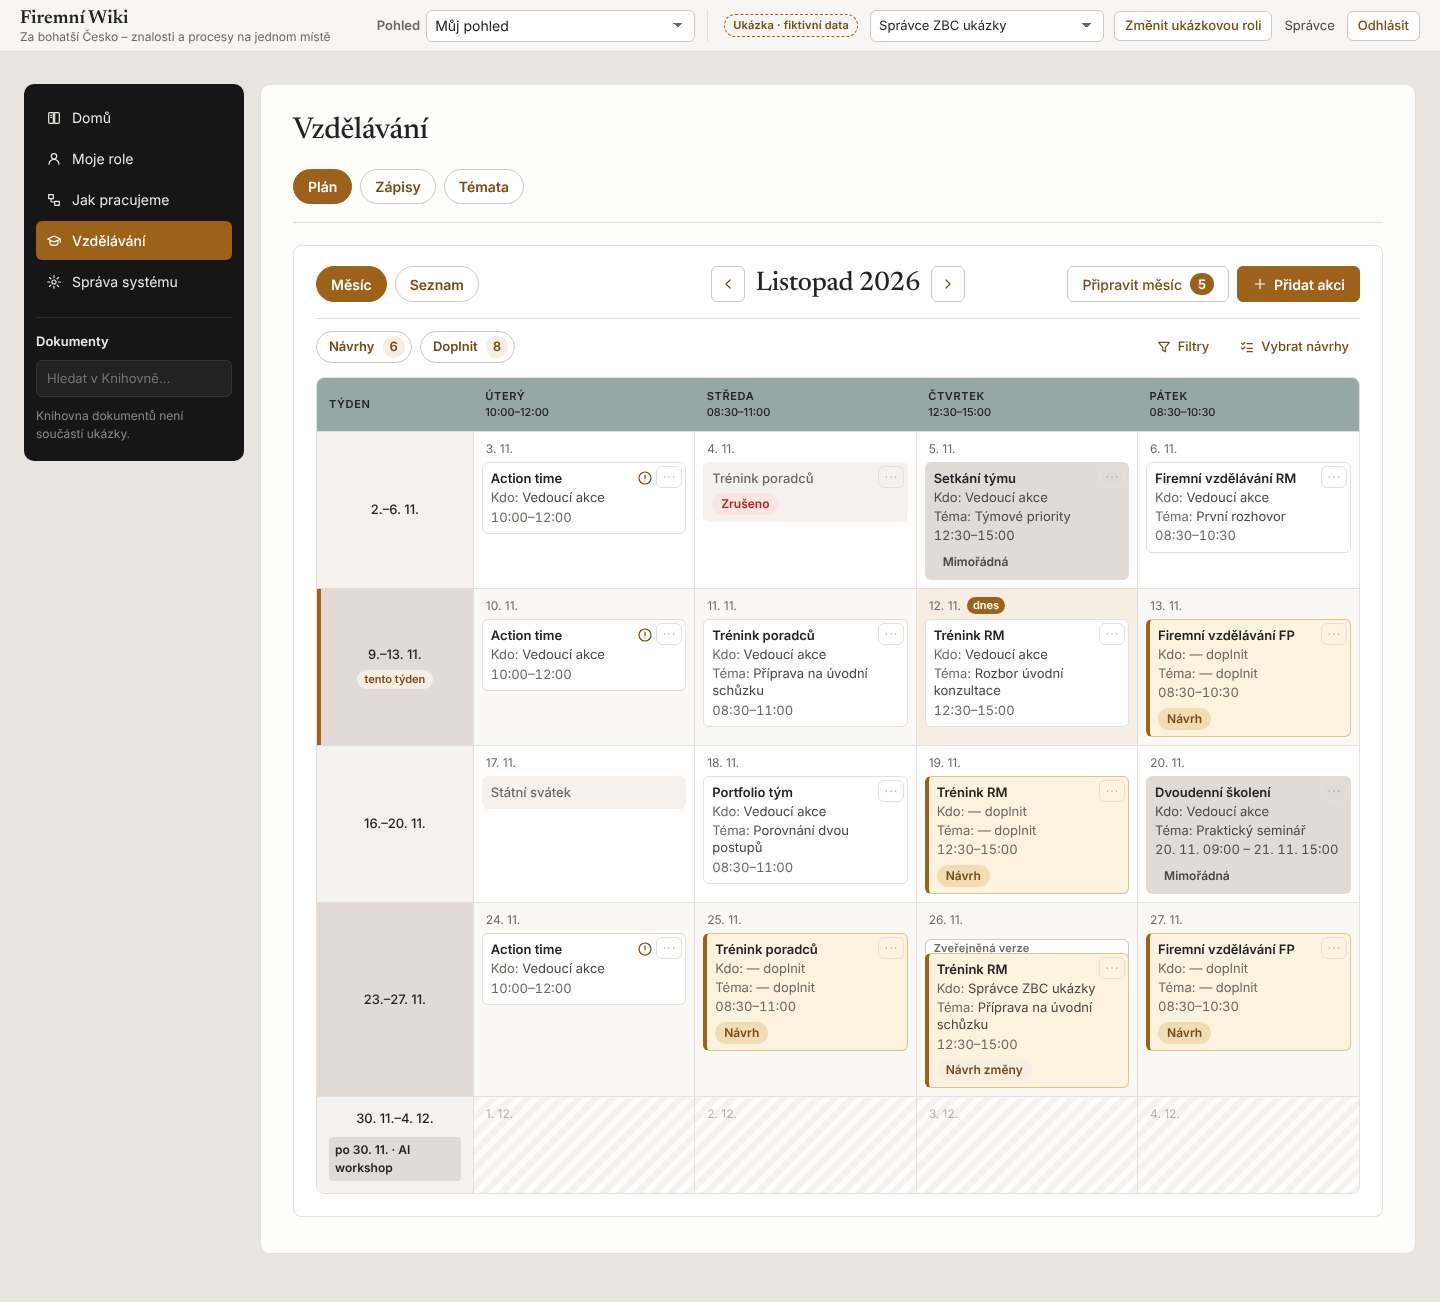 Firemní Wiki
Za bohatší Česko – znalosti a procesy na jednom místě
Pohled
Můj pohled
Ukázka · fiktivní data
Správce ZBC ukázky
Změnit ukázkovou roli
Správce
Odhlásit
Domů
Moje role
Jak pracujeme
Vzdělávání
Správa systému
Dokumenty
Hledat v Knihovně...
Knihovna dokumentů není
součástí ukázky.
Vzdělávání
Plán
Zápisy
Témata
Měsíc
Seznam
Listopad 2026
Připravit měsíc 5
Přidat akci
Návrhy 6
Doplnit 8
Filtry
Vybrat návrhy
TÝDEN
ÚTERÝ
10:00–12:00
STŘEDA
08:30–11:00
ČTVRTEK
12:30–15:00
PÁTEK
08:30–10:30
2.–6. 11.
3. 11.
Action time
Kdo: Vedoucí akce
10:00–12:00
4. 11.
Trénink poradců
Zrušeno
5. 11.
Setkání týmu
Kdo: Vedoucí akce
Téma: Týmové priority
12:30–15:00
Mimořádná
6. 11.
Firemní vzdělávání RM
Kdo: Vedoucí akce
Téma: První rozhovor
08:30–10:30
9.–13. 11.
tento týden
10. 11.
Action time
Kdo: Vedoucí akce
10:00–12:00
11. 11.
Trénink poradců
Kdo: Vedoucí akce
Téma: Příprava na úvodní
schůzku
08:30–11:00
12. 11. dnes
Trénink RM
Kdo: Vedoucí akce
Téma: Rozbor úvodní
konzultace
12:30–15:00
13. 11.
Firemní vzdělávání FP
Kdo: — doplnit
Téma: — doplnit
08:30–10:30
Návrh
16.–20. 11.
17. 11.
Státní svátek
18. 11.
Portfolio tým
Kdo: Vedoucí akce
Téma: Porovnání dvou
postupů
08:30–11:00
19. 11.
Trénink RM
Kdo: — doplnit
Téma: — doplnit
12:30–15:00
Návrh
20. 11.
Dvoudenní školení
Kdo: Vedoucí akce
Téma: Praktický seminář
20. 11. 09:00 – 21. 11. 15:00
Mimořádná
23.–27. 11.
24. 11.
Action time
Kdo: Vedoucí akce
10:00–12:00
25. 11.
Trénink poradců
Kdo: — doplnit
Téma: — doplnit
08:30–11:00
Návrh
26. 11.
Zveřejněná verze
Trénink RM
Kdo: Správce ZBC ukázky
Téma: Příprava na úvodní
schůzku
12:30–15:00
Návrh změny
27. 11.
Firemní vzdělávání FP
Kdo: — doplnit
Téma: — doplnit
08:30–10:30
Návrh
30. 11.–4. 12.
po 30. 11. · AI
workshop
1. 12.
2. 12.
3. 12.
4. 12.